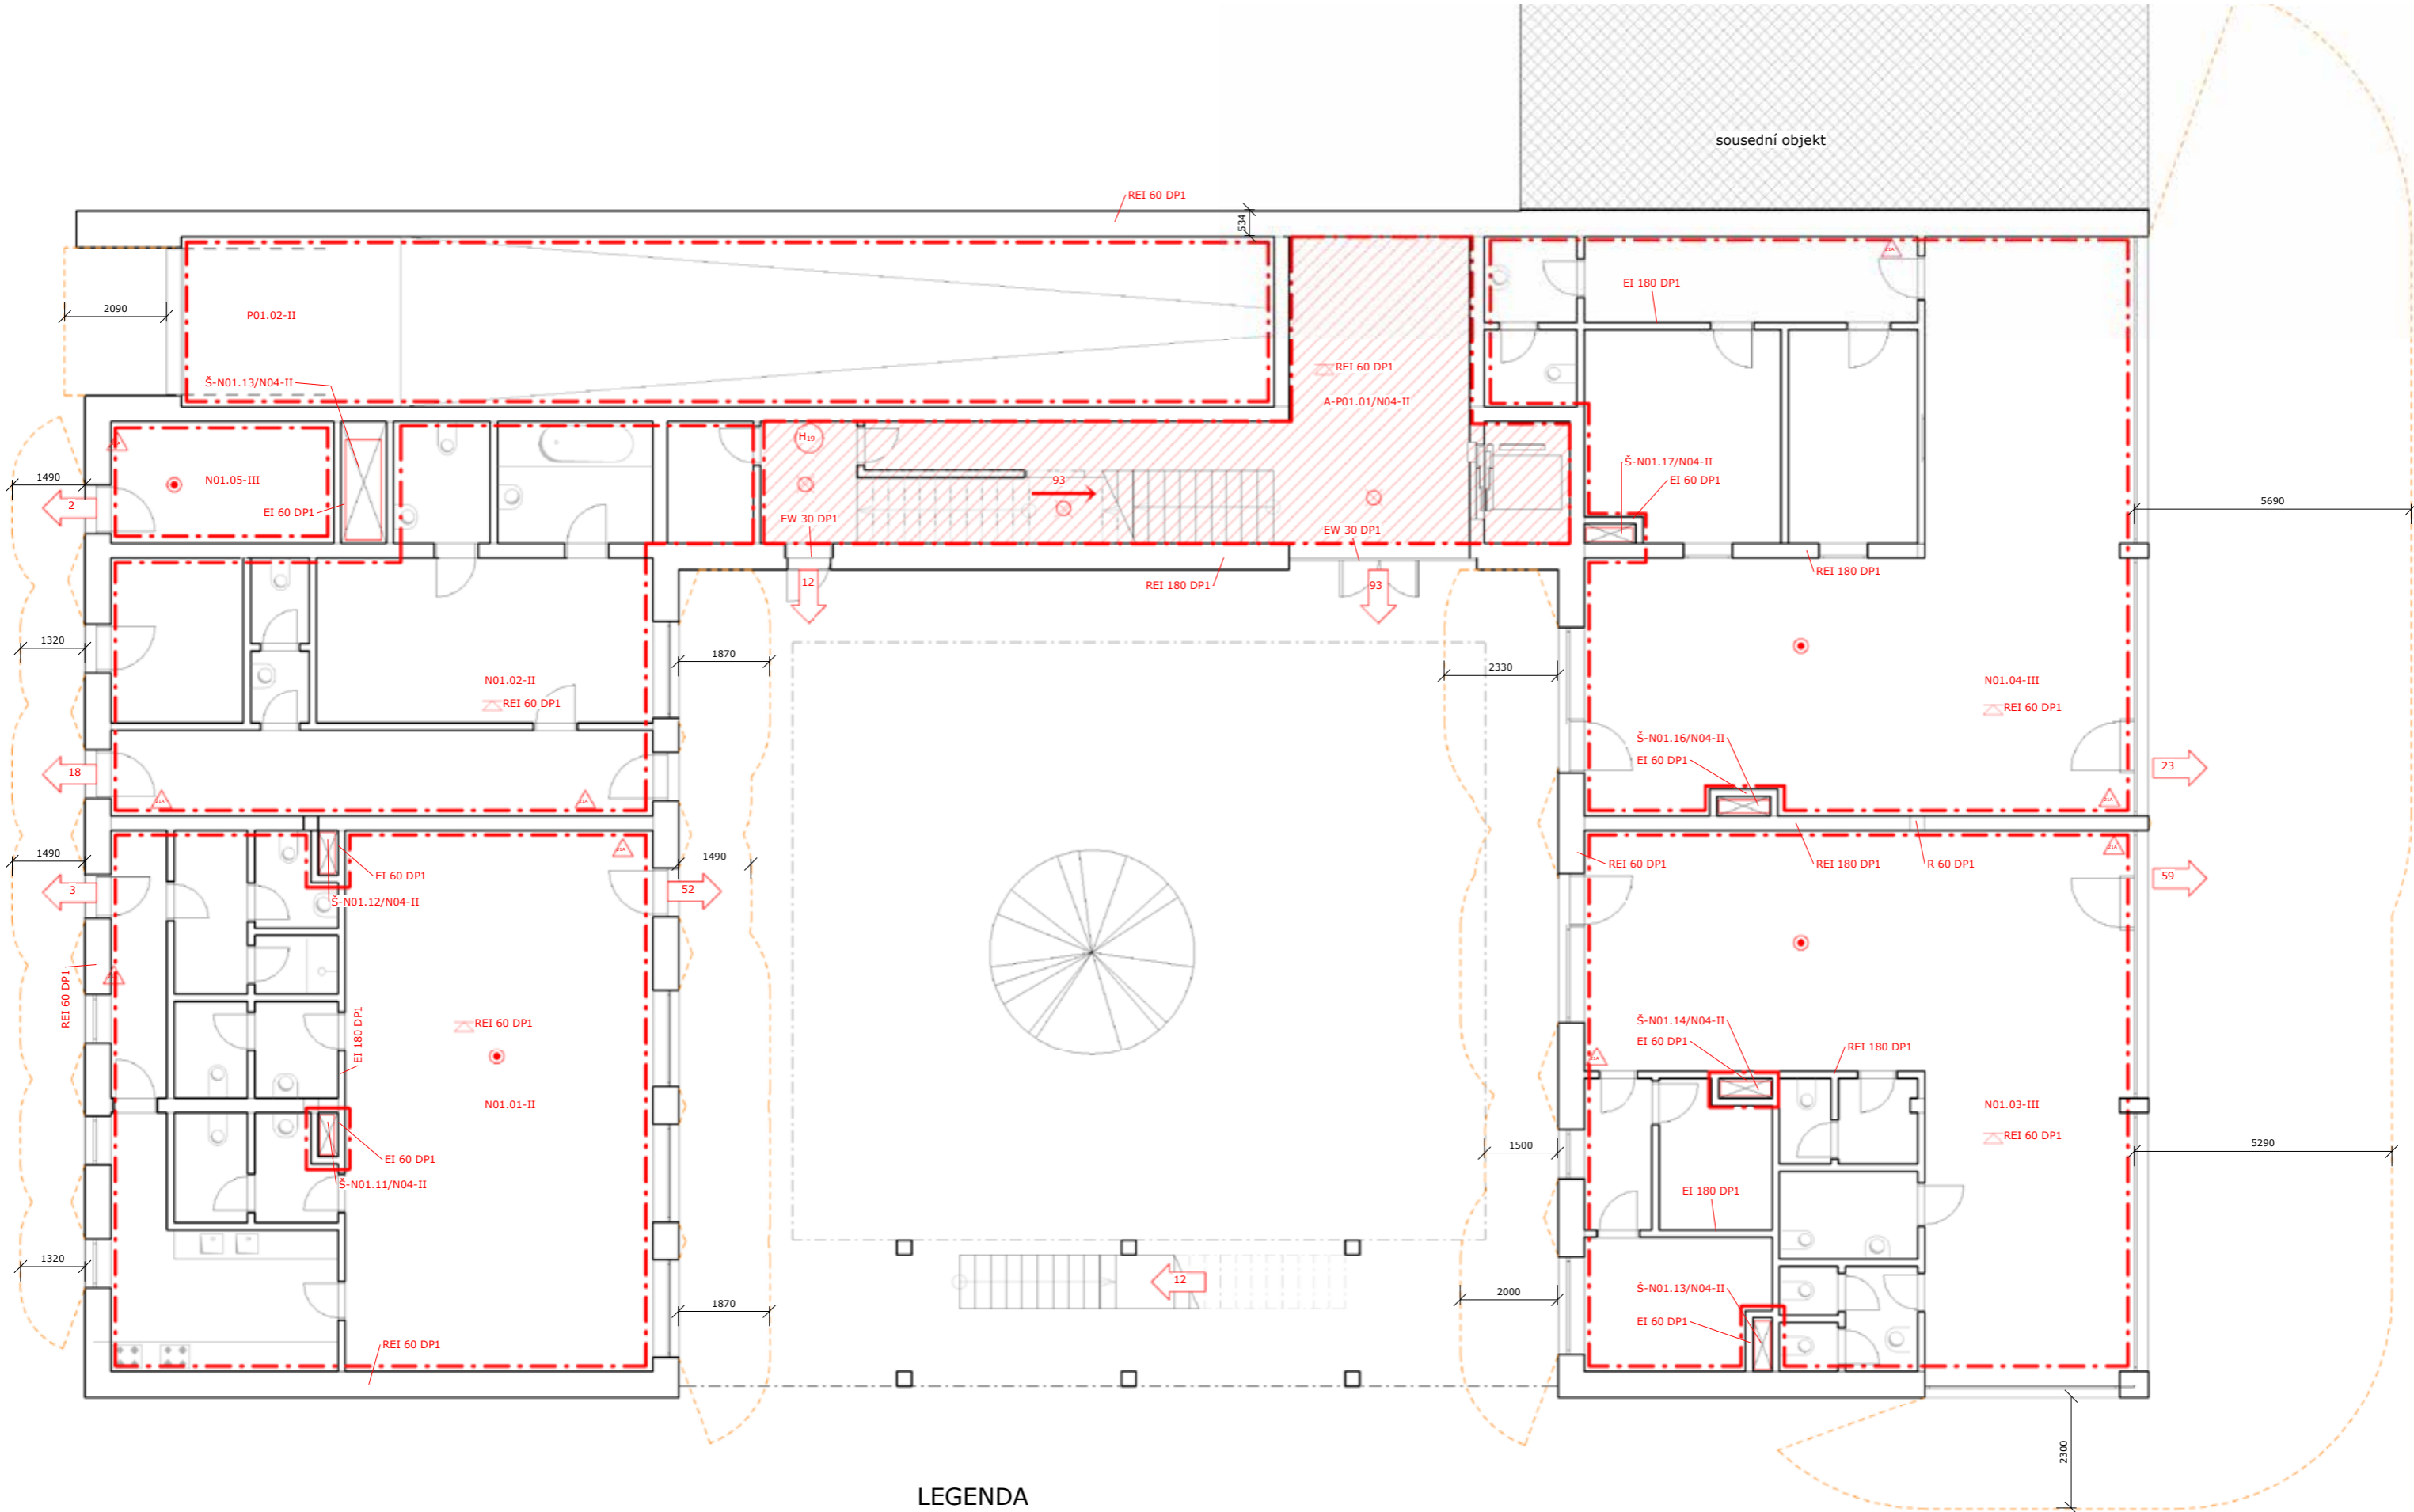 sousední objekt
REI 60 DP1
534
EI 180 DP1
2090
P01.02-II
REI 60 DP1
A-P01.01/N04-II
Š-N01.13/N04-II
H19
Š-N01.17/N04-II
EI 60 DP1
1490
2
N01.05-III
EI 60 DP1
93
5690
EW 30 DP1
EW 30 DP1
REI 180 DP1
12
REI 180 DP1
93
1320
1870
2330
N01.02-II
REI 60 DP1
N01.04-III
REI 60 DP1
Š-N01.16/N04-II
EI 60 DP1
18
23
1490
3
EI 60 DP1
Š-N01.12/N04-II
1490
52
REI 60 DP1
REI 180 DP1
R 60 DP1
59
REI 60 DP1
EI 180 DP1
REI 60 DP1
N01.01-II
Š-N01.14/N04-II
EI 60 DP1
REI 180 DP1
N01.03-III
REI 60 DP1
EI 60 DP1
Š-N01.11/N04-II
1500
5290
EI 180 DP1
1320
12
1870
2000
Š-N01.13/N04-II
EI 60 DP1
REI 60 DP1
2300
LEGENDA